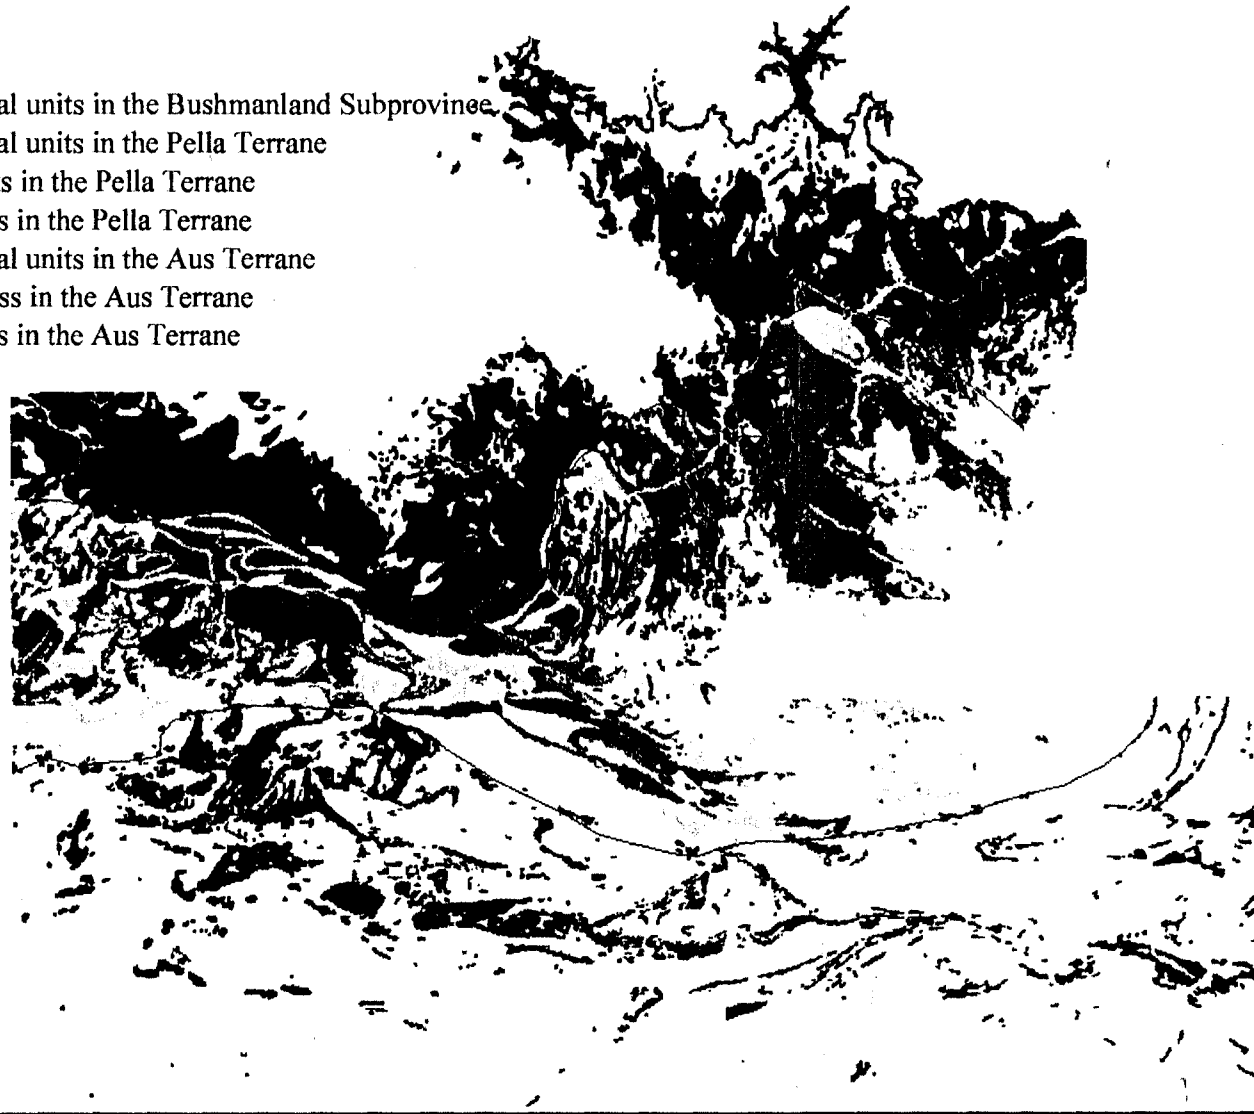 al units in the Bushmanland Subprovince
al units in the Pella Terrane
s in the Pella Terrane
s in the Pella Terrane
al units in the Aus Terrane
ss in the Aus Terrane
s in the Aus Terrane